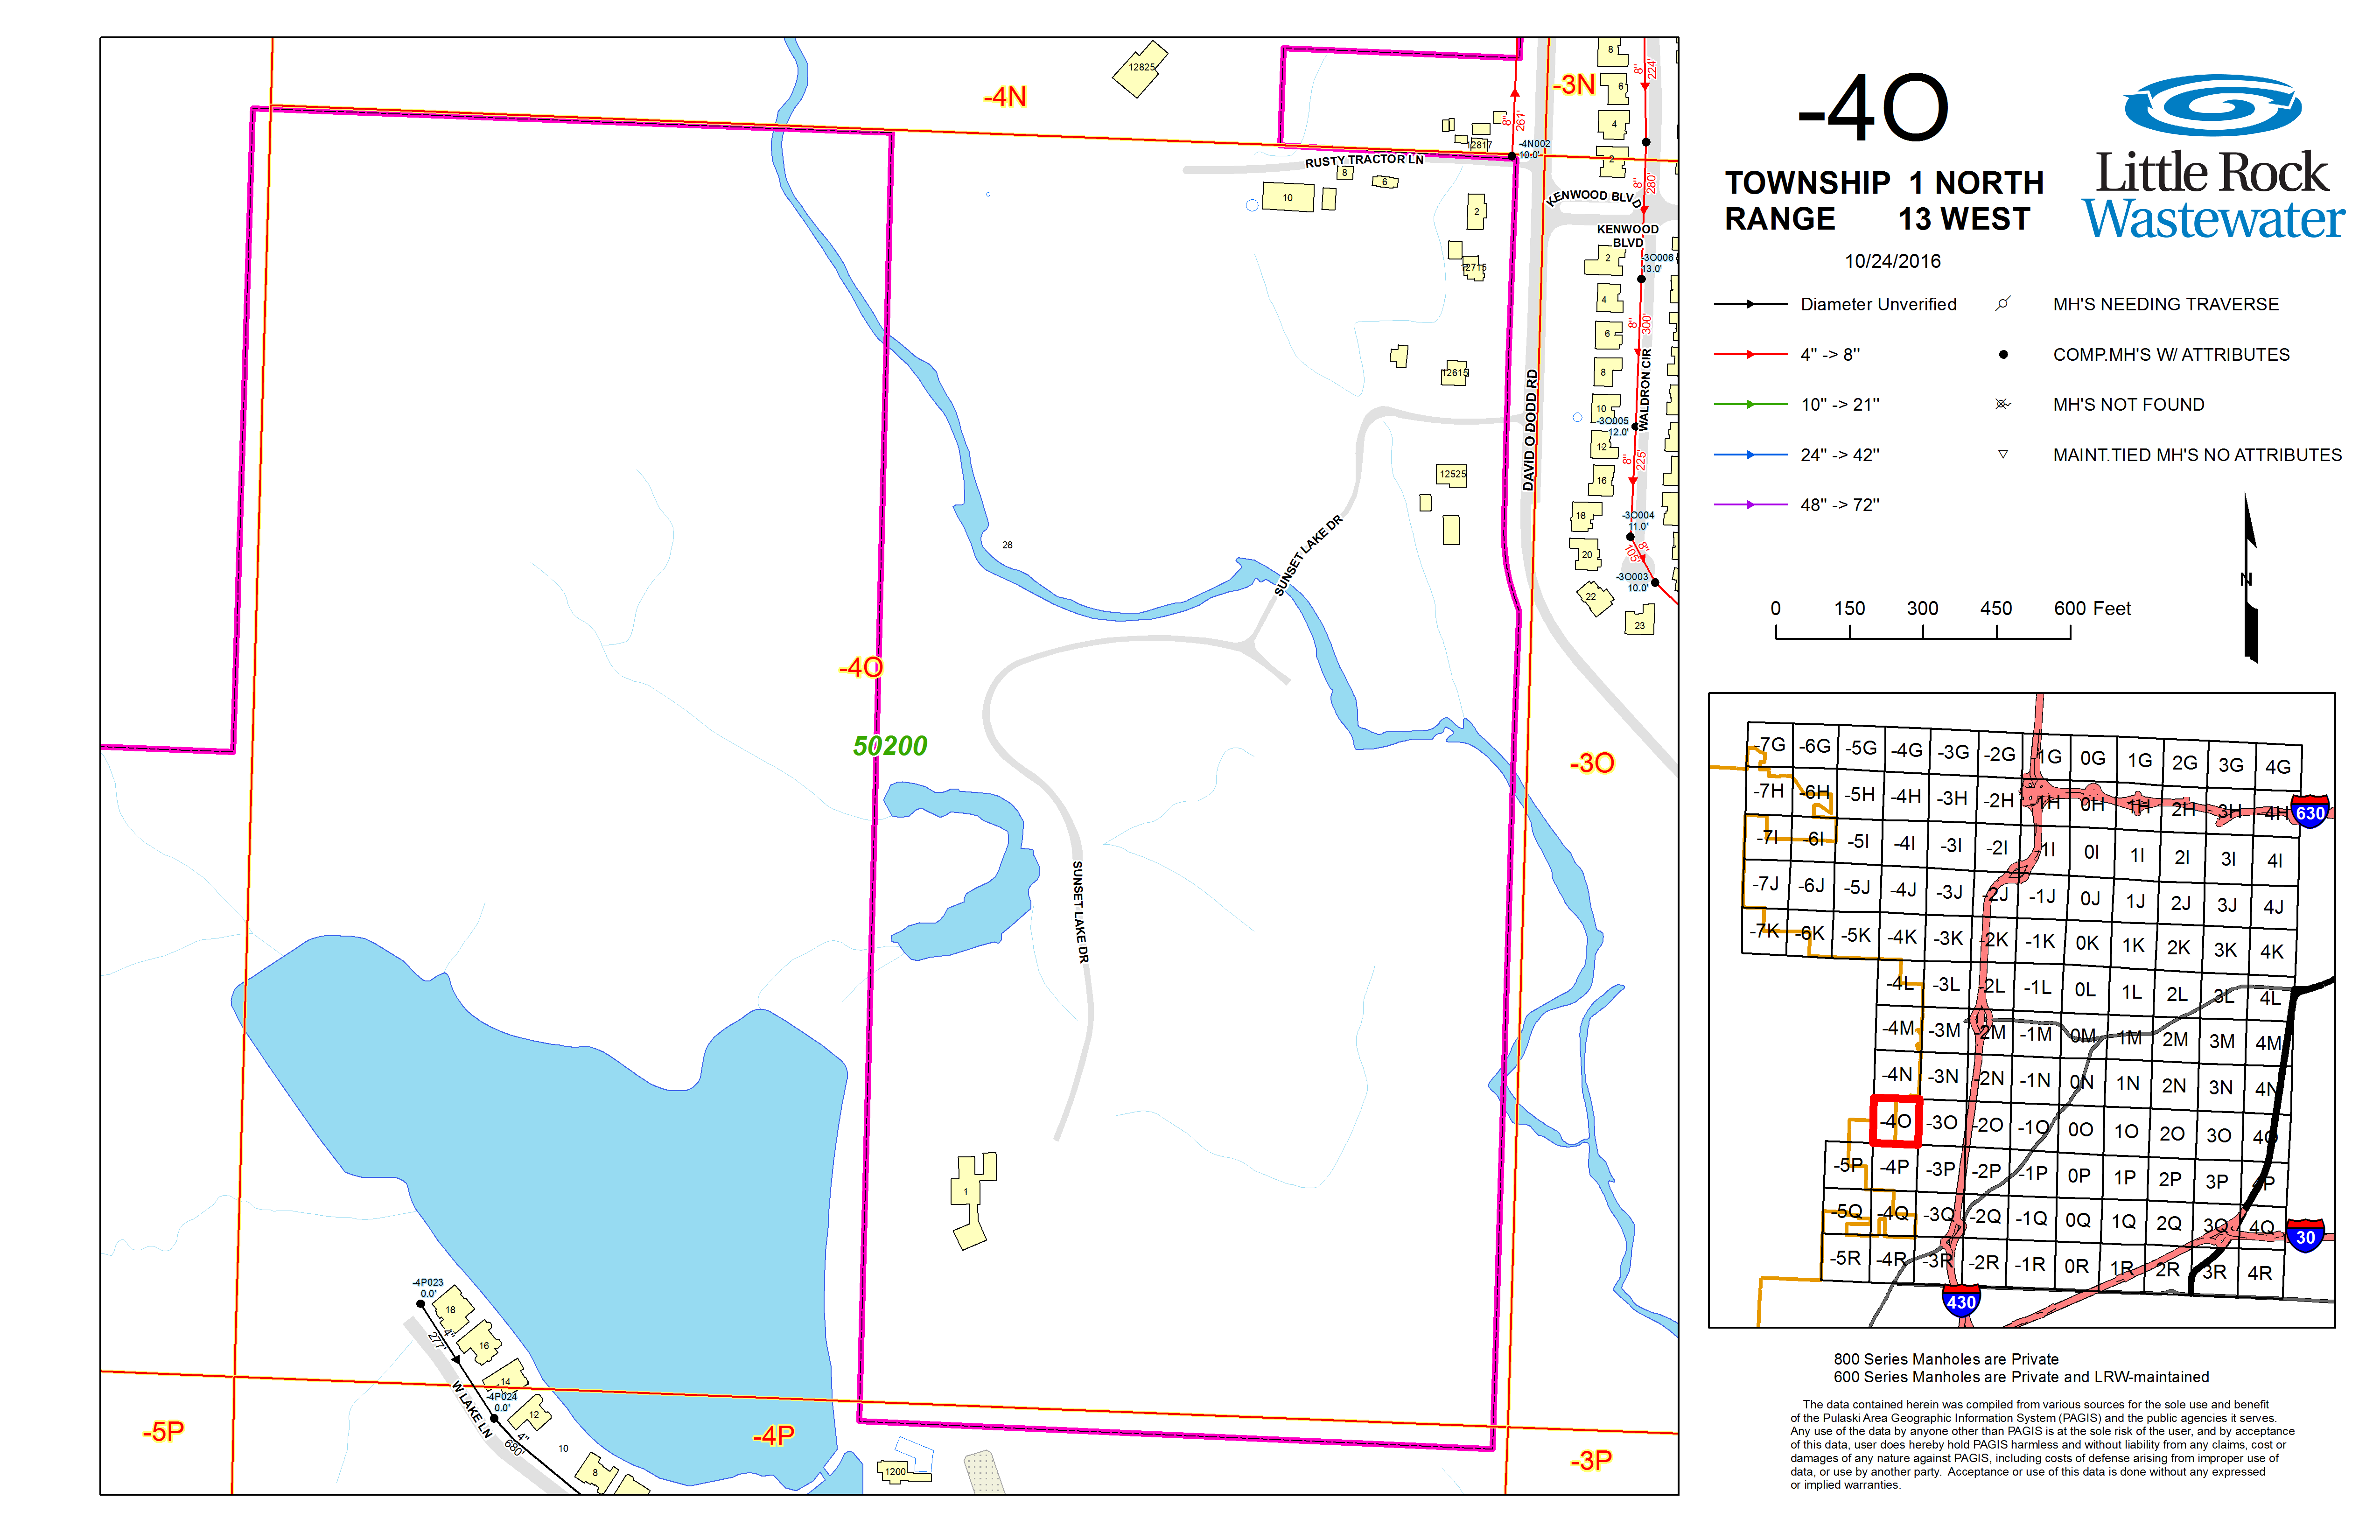 -4O
TOWNSHIP 1 NORTH
RANGE 13 WEST
10/24/2016
Little Rock
Wastewater
Diameter Unverified
4" -> 8"
10" -> 21"
24" -> 42"
48" -> 72"
MH'S NEEDING TRAVERSE
COMP.MH'S W/ ATTRIBUTES
MH'S NOT FOUND
MAINT.TIED MH'S NO ATTRIBUTES
N
0 150 300 450 600 Feet
-4N
-3N
12825
8
6
4
2
8"
224'
8"
261'
12817
-4N002
10.0'
RUSTY TRACTOR LN
8
6
10
2
12715
KENWOOD BLVD
KENWOOD
BLVD
8"
280'
2
-3O006
13.0'
4
6
8
10
8"
300'
WALDRON CIR
12615
-3O005
12.0'
12
16
8"
225'
DAVID O DODD RD
12525
18
-3O004
11.0'
20
8"
105'
-3O003
10.0'
22
23
28
SUNSET LAKE DR
-4O
50200
-3O
SUNSET LAKE DR
1
-4P023
0.0'
18
4"
277'
16
14
-4P024
0.0'
12
W LAKE LN
4"
680'
10
8
-5P
-4P
1200
-3P
-7G -6G -5G -4G -3G -2G -1G 0G 1G 2G 3G 4G
-7H -6H -5H -4H -3H -2H -1H 0H 1H 2H 3H 4H
630
-7I -6I -5I -4I -3I -2I -1I 0I 1I 2I 3I 4I
-7J -6J -5J -4J -3J -2J -1J 0J 1J 2J 3J 4J
-7K -6K -5K -4K -3K -2K -1K 0K 1K 2K 3K 4K
-4L -3L -2L -1L 0L 1L 2L 3L 4L
-4M -3M -2M -1M 0M 1M 2M 3M 4M
-4N -3N -2N -1N 0N 1N 2N 3N 4N
-4O -3O -2O -1O 0O 1O 2O 3O 4O
-5P -4P -3P -2P -1P 0P 1P 2P 3P 4P
-5Q -4Q -3Q -2Q -1Q 0Q 1Q 2Q 3Q 4Q
30
-5R -4R -3R -2R -1R 0R 1R 2R 3R 4R
430
800 Series Manholes are Private
600 Series Manholes are Private and LRW-maintained
The data contained herein was compiled from various sources for the sole use and benefit
of the Pulaski Area Geographic Information System (PAGIS) and the public agencies it serves.
Any use of the data by anyone other than PAGIS is at the sole risk of the user, and by acceptance
of this data, user does hereby hold PAGIS harmless and without liability from any claims, cost or
damages of any nature against PAGIS, including costs of defense arising from improper use of
data, or use by another party. Acceptance or use of this data is done without any expressed
or implied warranties.